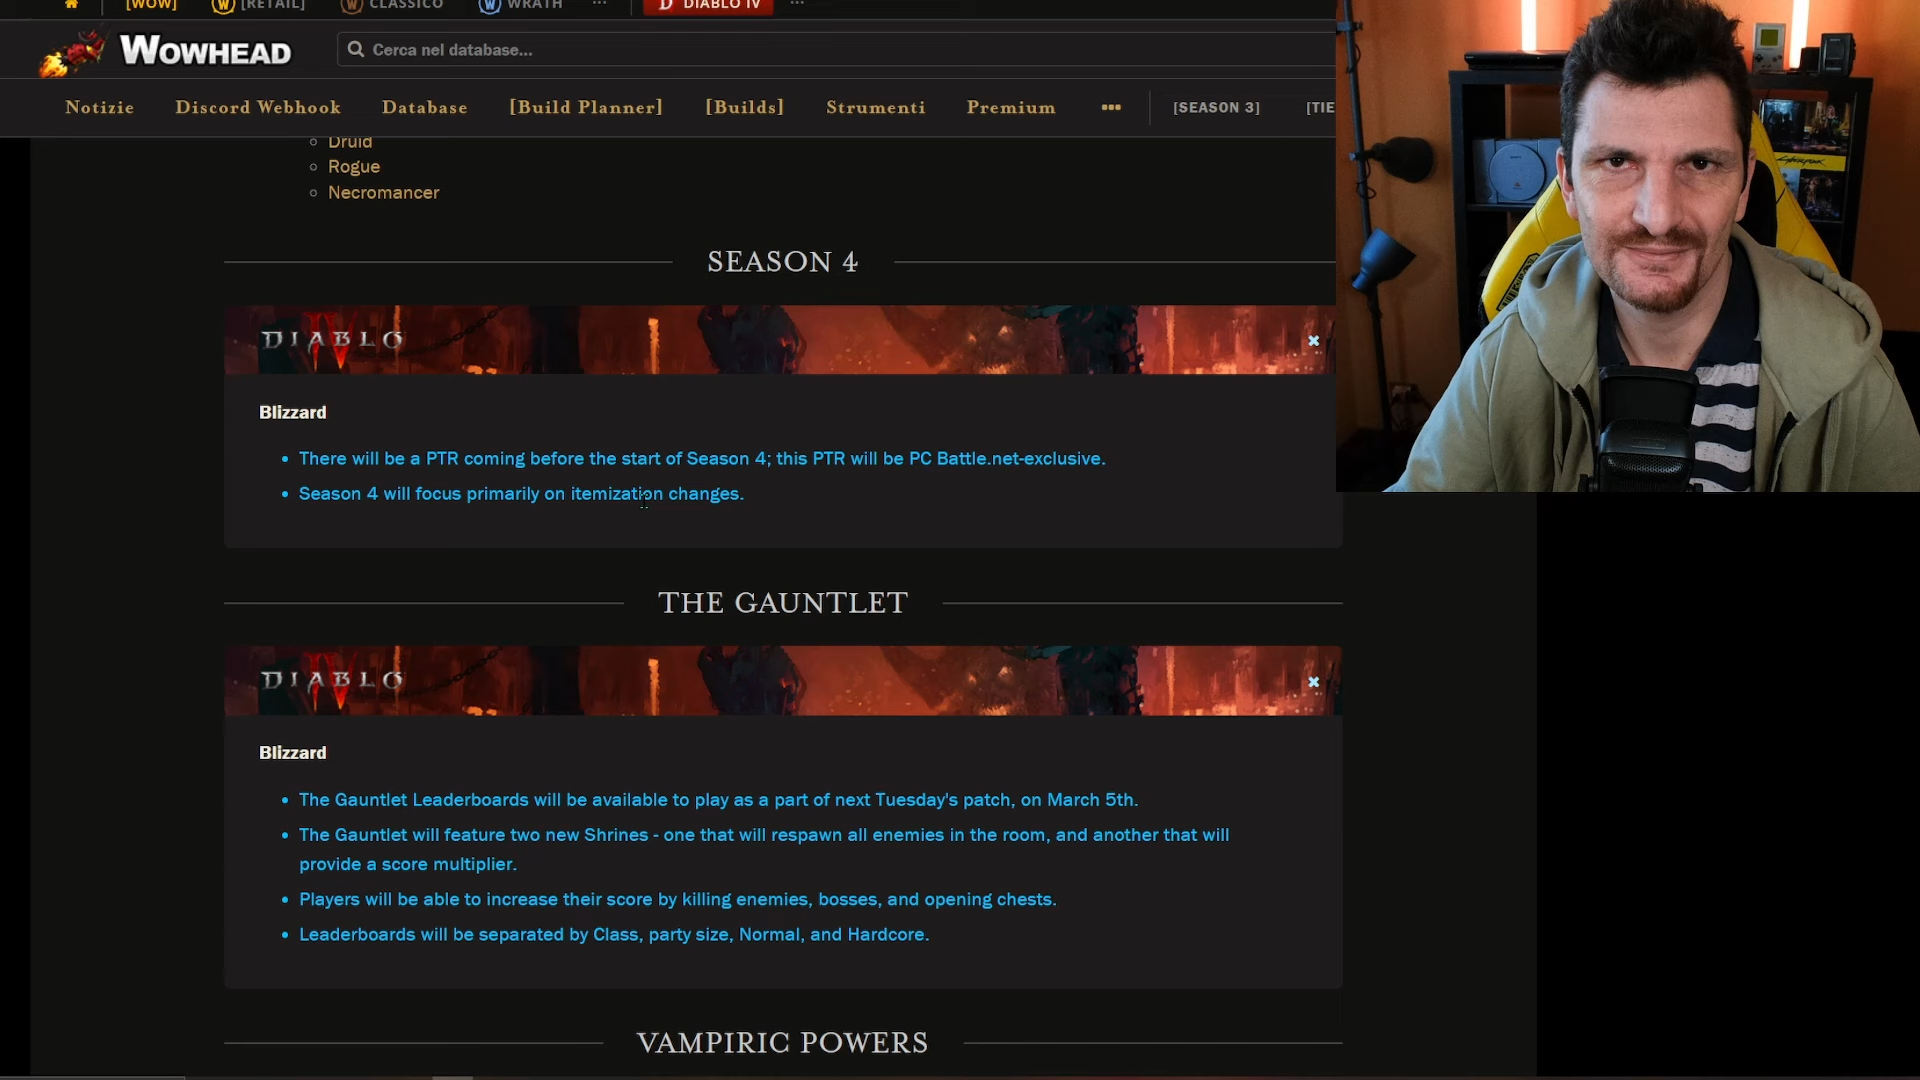 [WOW] [RETAIL] CLASSICO WRATH ... DIABLO IV ...
WOWHEAD Cerca nel database...
Notizie Discord Webhook Database [Build Planner] [Builds] Strumenti Premium ••• [SEASON 3] [TIE
Druid
Rogue
Necromancer
SEASON 4
DIABLO IV
Blizzard
There will be a PTR coming before the start of Season 4; this PTR will be PC Battle.net-exclusive.
Season 4 will focus primarily on itemization changes.
THE GAUNTLET
DIABLO IV
Blizzard
The Gauntlet Leaderboards will be available to play as a part of next Tuesday's patch, on March 5th.
The Gauntlet will feature two new Shrines - one that will respawn all enemies in the room, and another that will
provide a score multiplier.
Players will be able to increase their score by killing enemies, bosses, and opening chests.
Leaderboards will be separated by Class, party size, Normal, and Hardcore.
VAMPIRIC POWERS